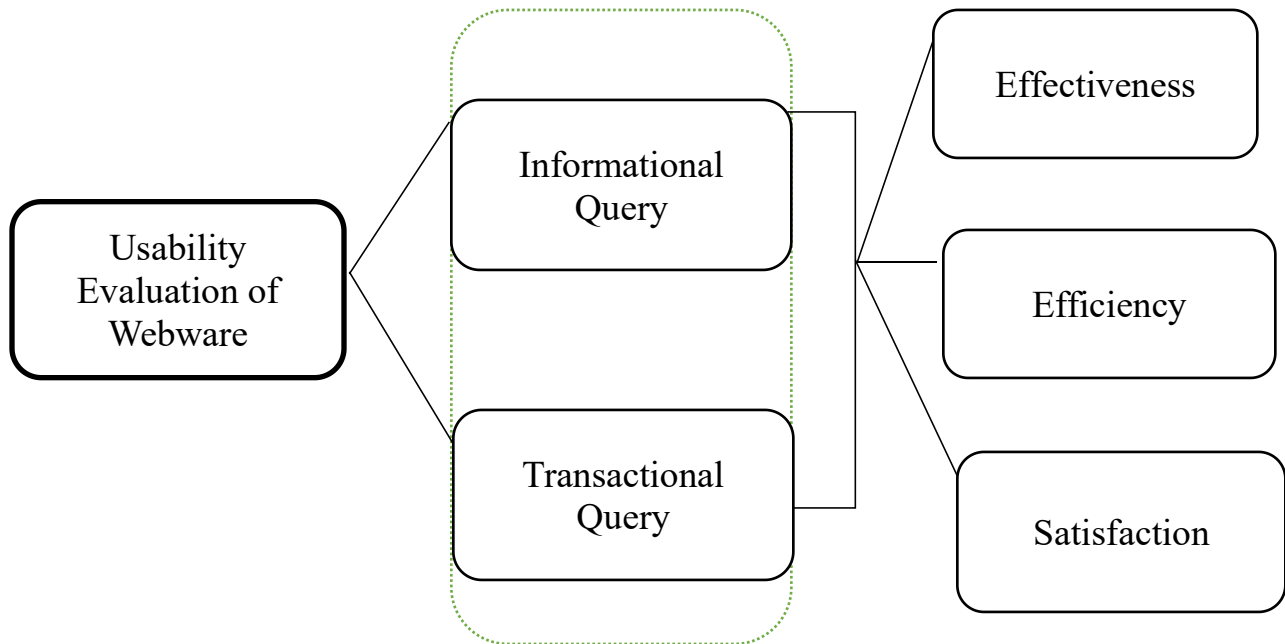 Usability
Evaluation of
Webware
Informational
Query
Transactional
Query
Effectiveness
Efficiency
Satisfaction